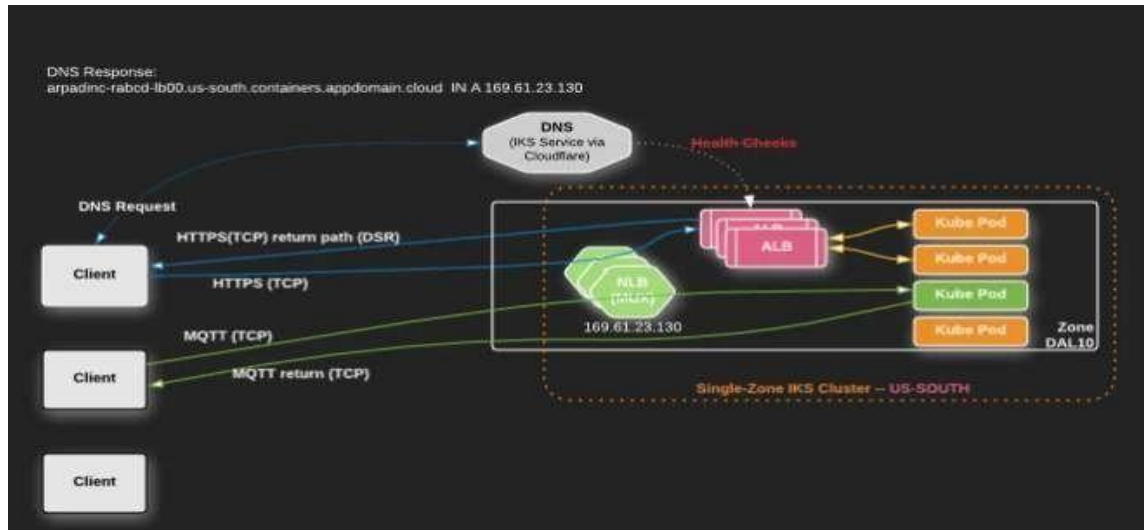 DNS Response:
arpadinc-rabcd-lb00.us-south.containers.appdomain.cloud IN A 169.61.23.130
DNS
(IKS Service via
Cloudflare)
Health Checks
DNS Request
HTTPS(TCP) return path (DSR)
Client
HTTPS (TCP)
ALB
ALB
Kube Pod
Kube Pod
NLB
(MUX)
Kube Pod
169.61.23.130
Kube Pod
Zone
DAL10
MQTT (TCP)
MQTT return (TCP)
Client
Single-Zone IKS Cluster -- US-SOUTH
Client